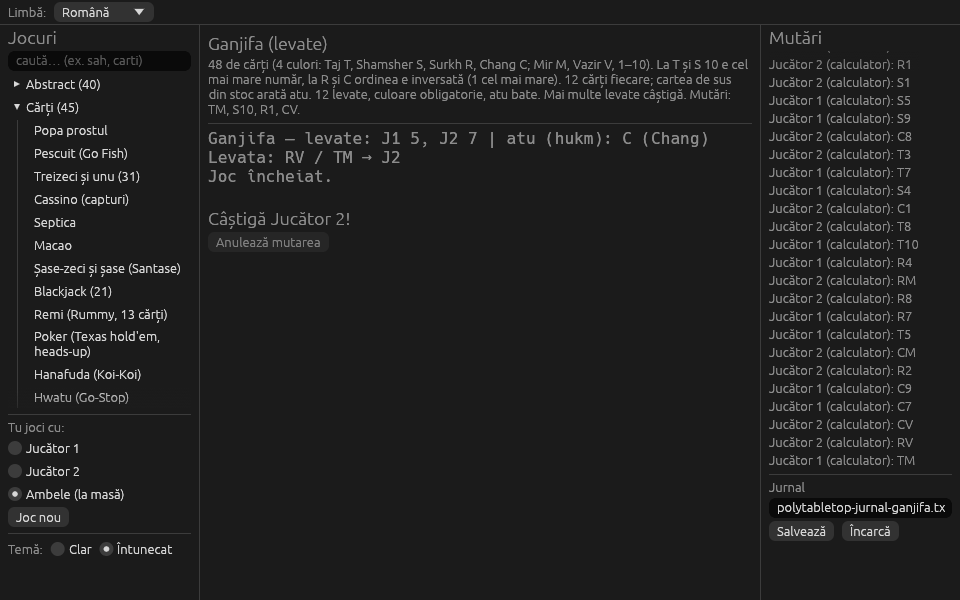 Limbă: Română
Jocuri
caută... (ex. sah, carti)
Abstract (40)
Cărți (45)
Popa prostul
Pescuit (Go Fish)
Treizeci și unu (31)
Cassino (capturi)
Septica
Macao
Șase-zeci și șase (Santase)
Blackjack (21)
Remi (Rummy, 13 cărți)
Poker (Texas hold'em,
heads-up)
Hanafuda (Koi-Koi)
Hwatu (Go-Stop)
Tu joci cu:
Jucător 1
Jucător 2
Ambele (la masă)
Joc nou
Temă: Clar Întunecat
Ganjifa (levate)
48 de cărți (4 culori: Taj T, Shamsher S, Surkh R, Chang C; Mir M, Vazir V, 1–10). La T și S 10 e cel
mai mare număr, la R și C ordinea e inversată (1 cel mai mare). 12 cărți fiecare; cartea de sus
din stoc arată atu. 12 levate, culoare obligatorie, atu bate. Mai multe levate câștigă. Mutări:
TM, S10, R1, CV.
Ganjifa — levate: J1 5, J2 7 | atu (hukm): C (Chang)
Levata: RV / TM → J2
Joc încheiat.
Câștigă Jucător 2!
Anulează mutarea
Mutări
Jucător 2 (calculator): R1
Jucător 2 (calculator): S1
Jucător 1 (calculator): S5
Jucător 1 (calculator): S9
Jucător 2 (calculator): C8
Jucător 2 (calculator): T3
Jucător 1 (calculator): T7
Jucător 1 (calculator): S4
Jucător 2 (calculator): C1
Jucător 2 (calculator): T8
Jucător 1 (calculator): T10
Jucător 1 (calculator): R4
Jucător 2 (calculator): RM
Jucător 2 (calculator): R8
Jucător 1 (calculator): R7
Jucător 1 (calculator): T5
Jucător 2 (calculator): CM
Jucător 2 (calculator): R2
Jucător 1 (calculator): C9
Jucător 1 (calculator): C7
Jucător 2 (calculator): CV
Jucător 2 (calculator): RV
Jucător 1 (calculator): TM
Jurnal
polytabletop-jurnal-ganjifa.tx
Salvează Încarcă